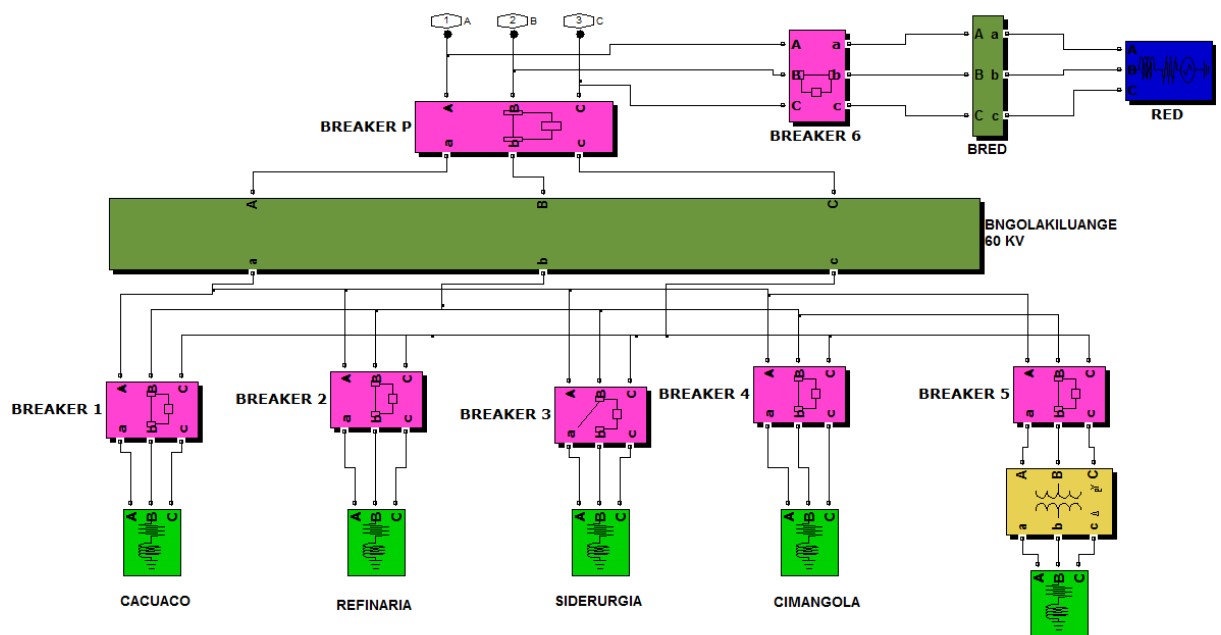 1 A 2 B 3 C
A a A a A
B b B b B
C c C c C
BREAKER 6 BRED RED
A B C
BREAKER P
a b c
A B C
BNGOLAKILUANGE
60 KV
a b c
A B C A B C A B C A B C A B C
BREAKER 1 BREAKER 2 BREAKER 3 BREAKER 4 BREAKER 5
a b c a b c a b c a b c a b c
A B C
Δ
a b c
A B C A B C A B C A B C A B C
CACUACO REFINARIA SIDERURGIA CIMANGOLA